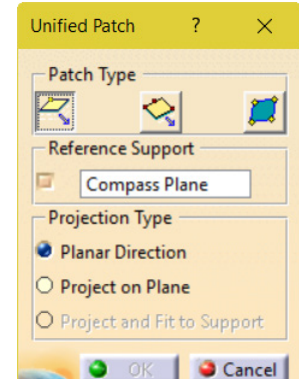 Unified Patch ? ×
Patch Type
Reference Support
Compass Plane
Projection Type
Planar Direction
Project on Plane
Project and Fit to Support
OK Cancel